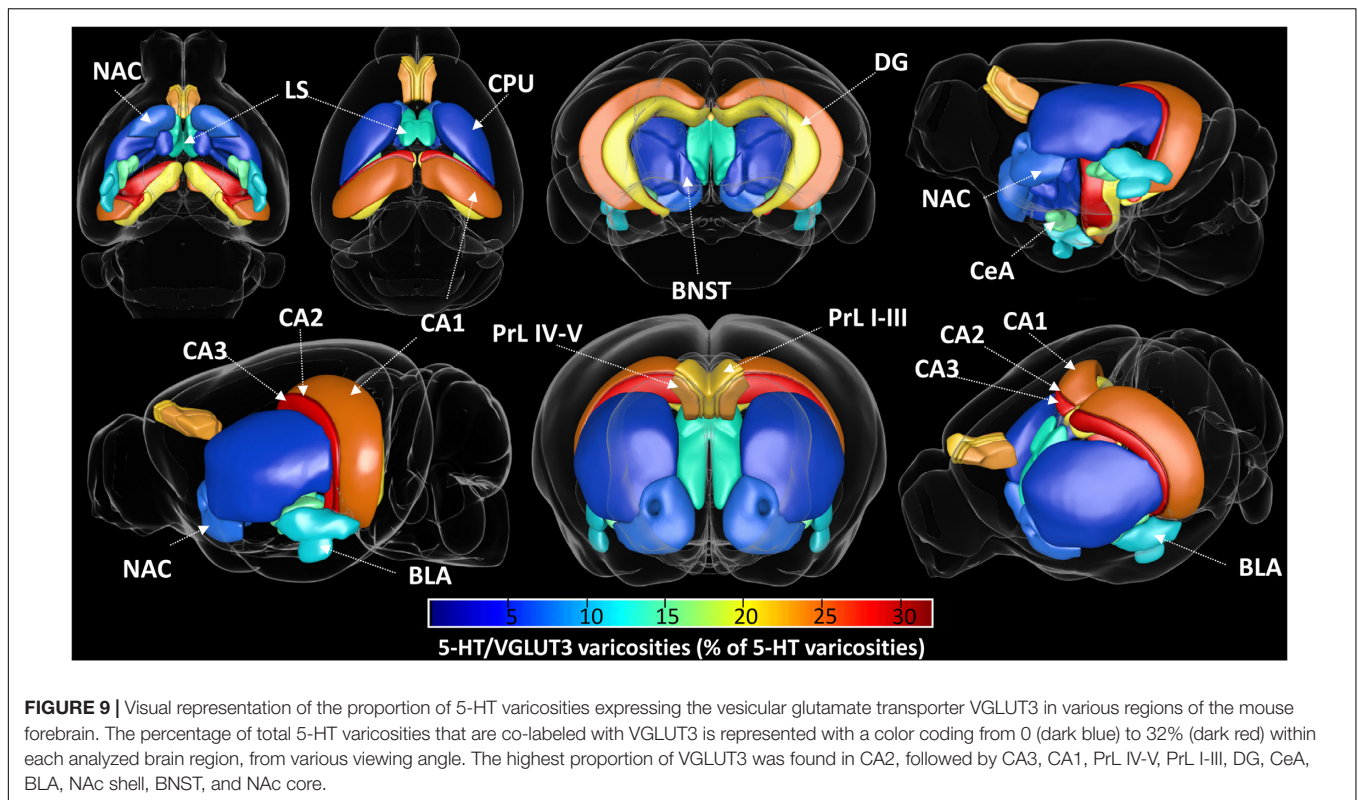 NAC
LS
CPU
DG
NAC
CeA
BNST
CA3
CA2
CA1
PrL IV-V
PrL I-III
CA1
CA2
CA3
NAC
BLA
BLA
5 10 15 20 25 30
5-HT/VGLUT3 varicosities (% of 5-HT varicosities)
FIGURE 9 | Visual representation of the proportion of 5-HT varicosities expressing the vesicular glutamate transporter VGLUT3 in various regions of the mouse
forebrain. The percentage of total 5-HT varicosities that are co-labeled with VGLUT3 is represented with a color coding from 0 (dark blue) to 32% (dark red) within
each analyzed brain region, from various viewing angle. The highest proportion of VGLUT3 was found in CA2, followed by CA3, CA1, PrL IV-V, PrL I-III, DG, CeA,
BLA, NAc shell, BNST, and NAc core.